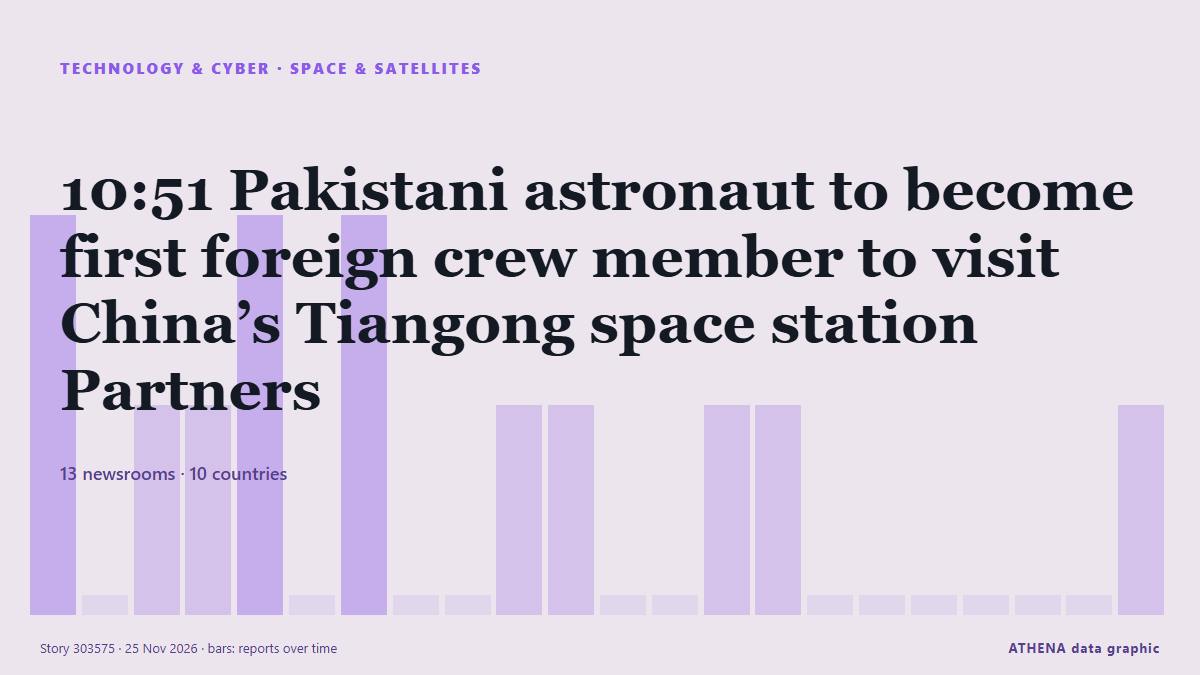 TECHNOLOGY & CYBER · SPACE & SATELLITES
10:51 Pakistani astronaut to become
first foreign crew member to visit
China’s Tiangong space station
Partners
13 newsrooms · 10 countries
Story 303575 · 25 Nov 2026 · bars: reports over time
ATHENA data graphic